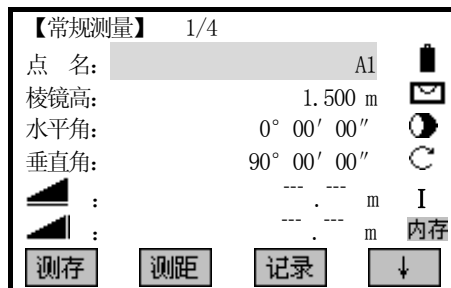 【常规测量】 1/4
点 名: A1
棱镜高: 1.500 m
水平角: 0° 00′ 00″
垂直角: 90° 00′ 00″
: ---.--- m I
: ---.--- m 内存
测存 测距 记录 ↓